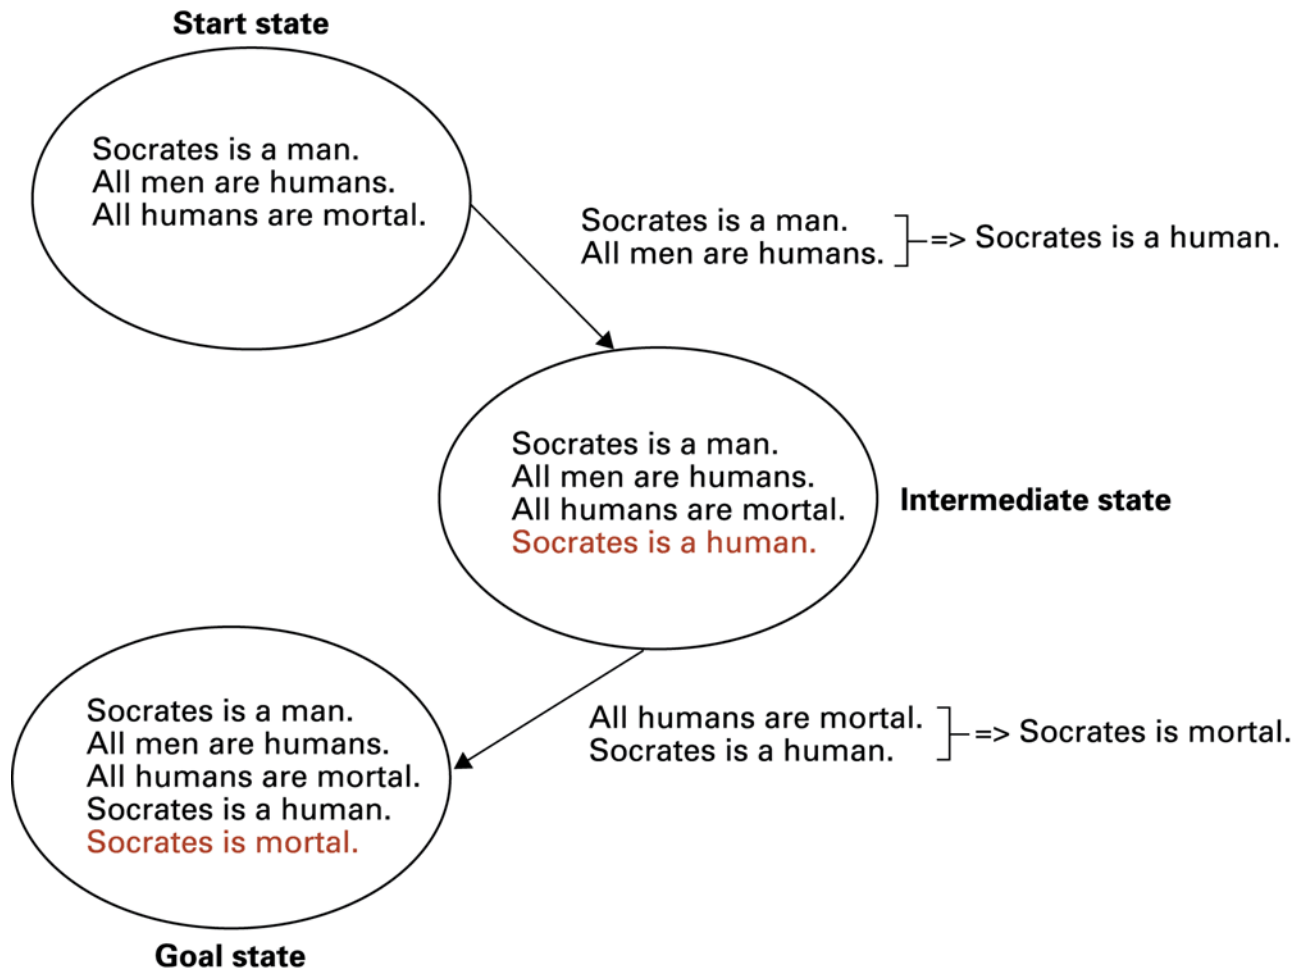 Start state
Socrates is a man.
All men are humans.
All humans are mortal.
Socrates is a man.
All men are humans.
=> Socrates is a human.
Socrates is a man.
All men are humans.
All humans are mortal.
Socrates is a human.
Intermediate state
All humans are mortal.
Socrates is a human.
=> Socrates is mortal.
Socrates is a man.
All men are humans.
All humans are mortal.
Socrates is a human.
Socrates is mortal.
Goal state